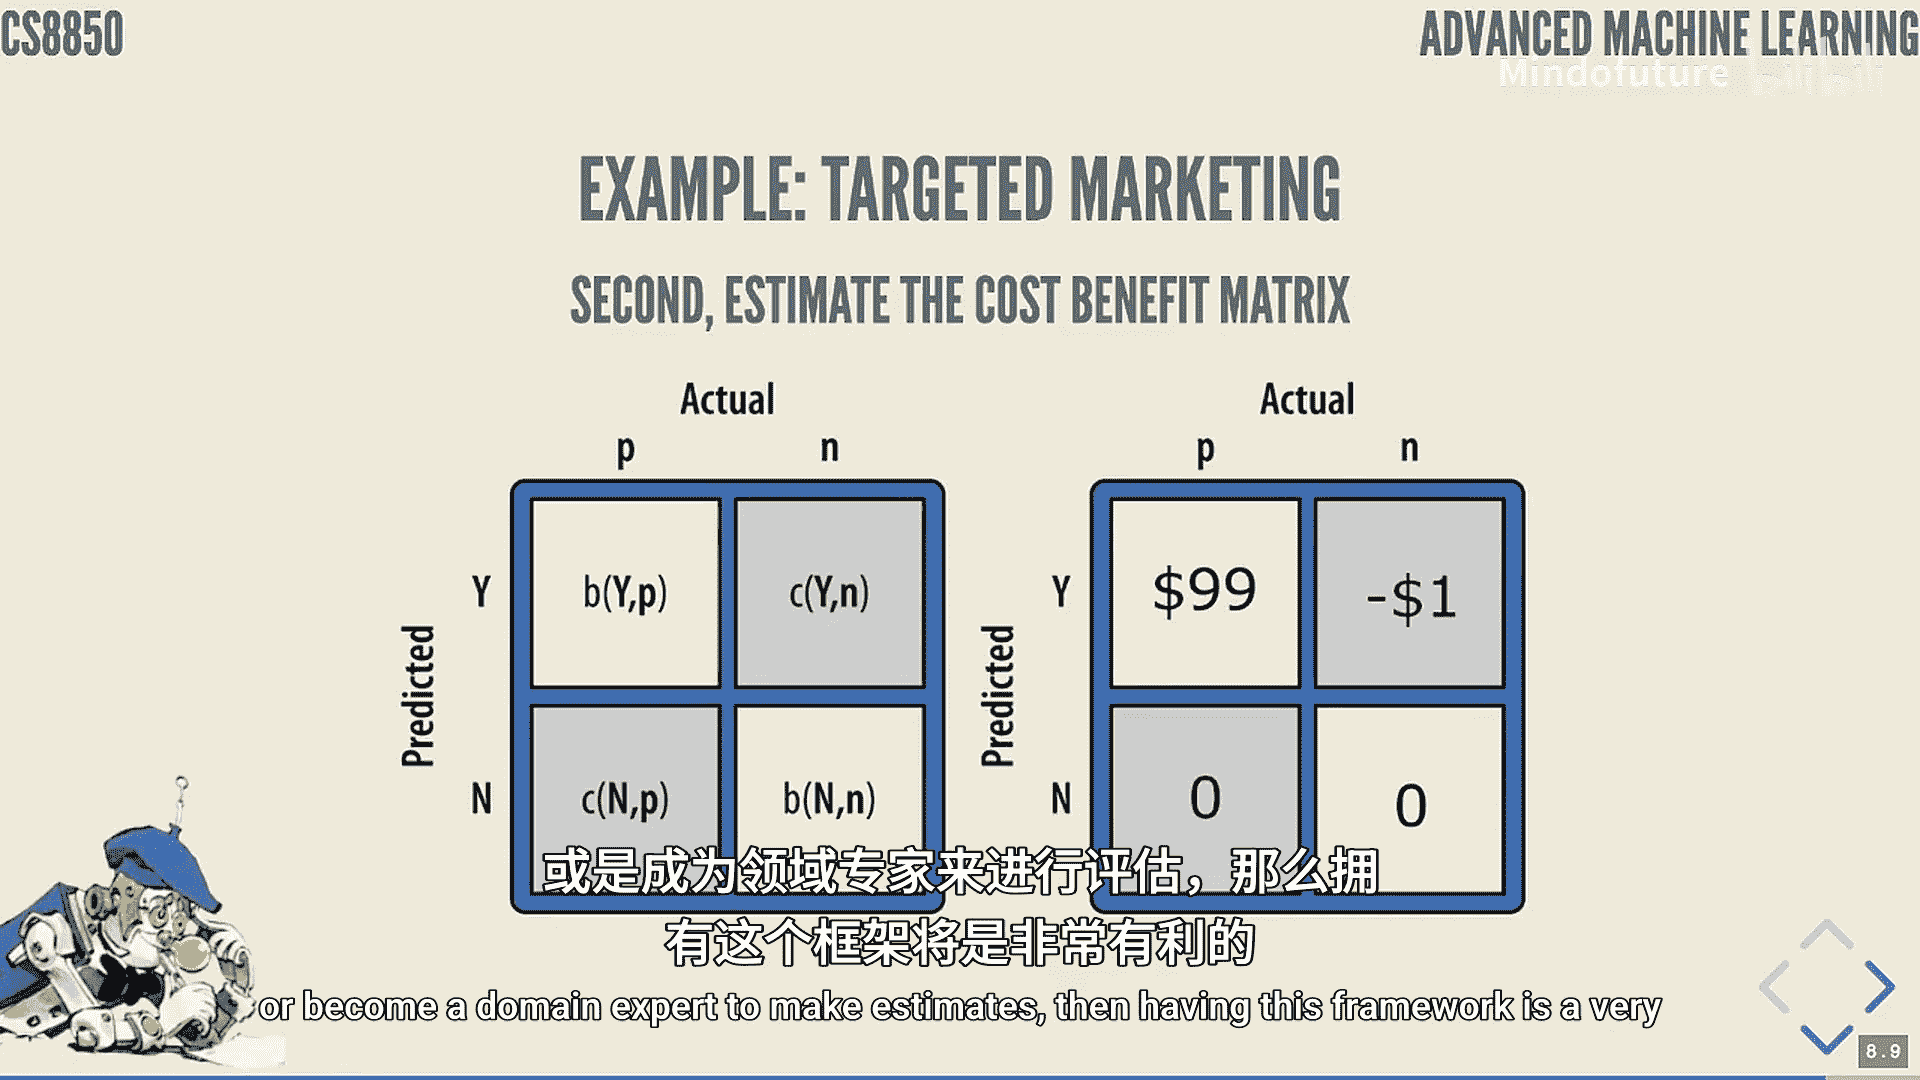 CS8850
ADVANCED MACHINE LEARNING
Mindofuture
EXAMPLE: TARGETED MARKETING
SECOND, ESTIMATE THE COST BENEFIT MATRIX
Actual
p n
Predicted
Y b(Y,p) c(Y,n)
N c(N,p) b(N,n)
Actual
p n
Predicted
Y $99 -$1
N 0 0
或是成为领域专家来进行评估，那么拥
有这个框架将是非常有利的
or become a domain expert to make estimates, then having this framework is a very
8.9